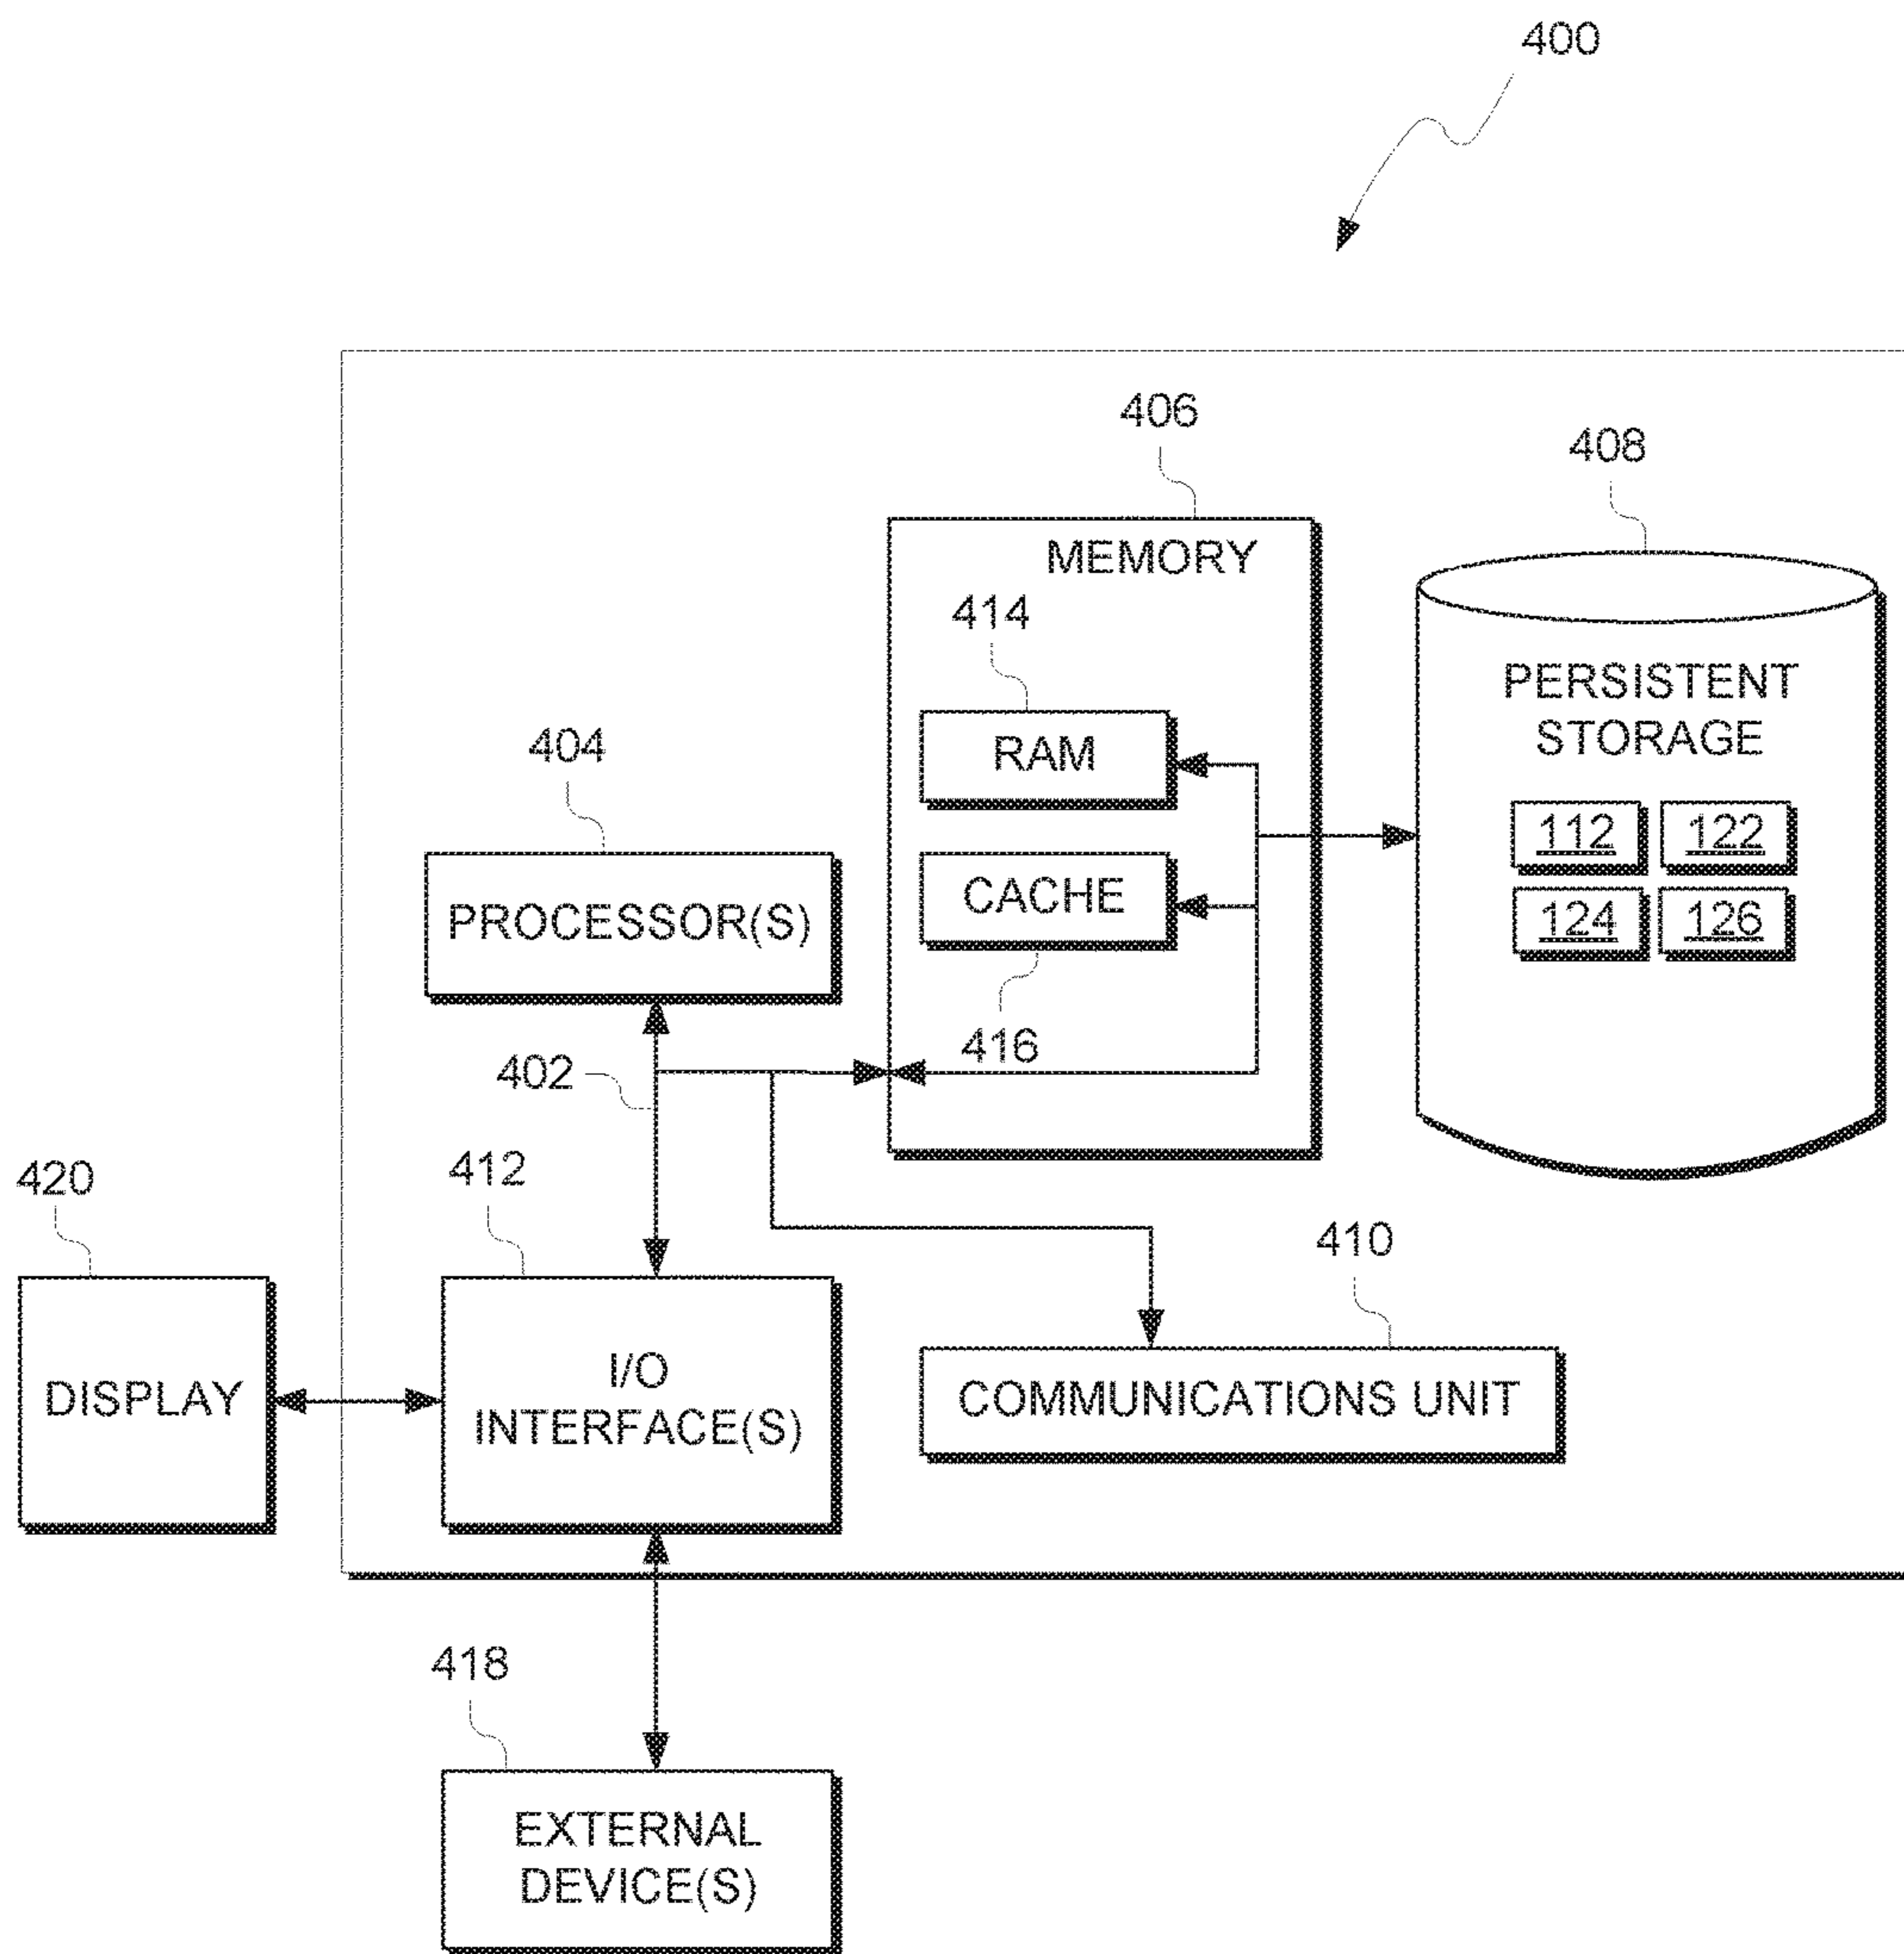 400
406
408
MEMORY
414
PERSISTENT
STORAGE
RAM
404
112 122
CACHE
PROCESSOR(S)
124 126
416
402
412
420
410
I/O
INTERFACE(S)
DISPLAY
COMMUNICATIONS UNIT
418
EXTERNAL
DEVICE(S)